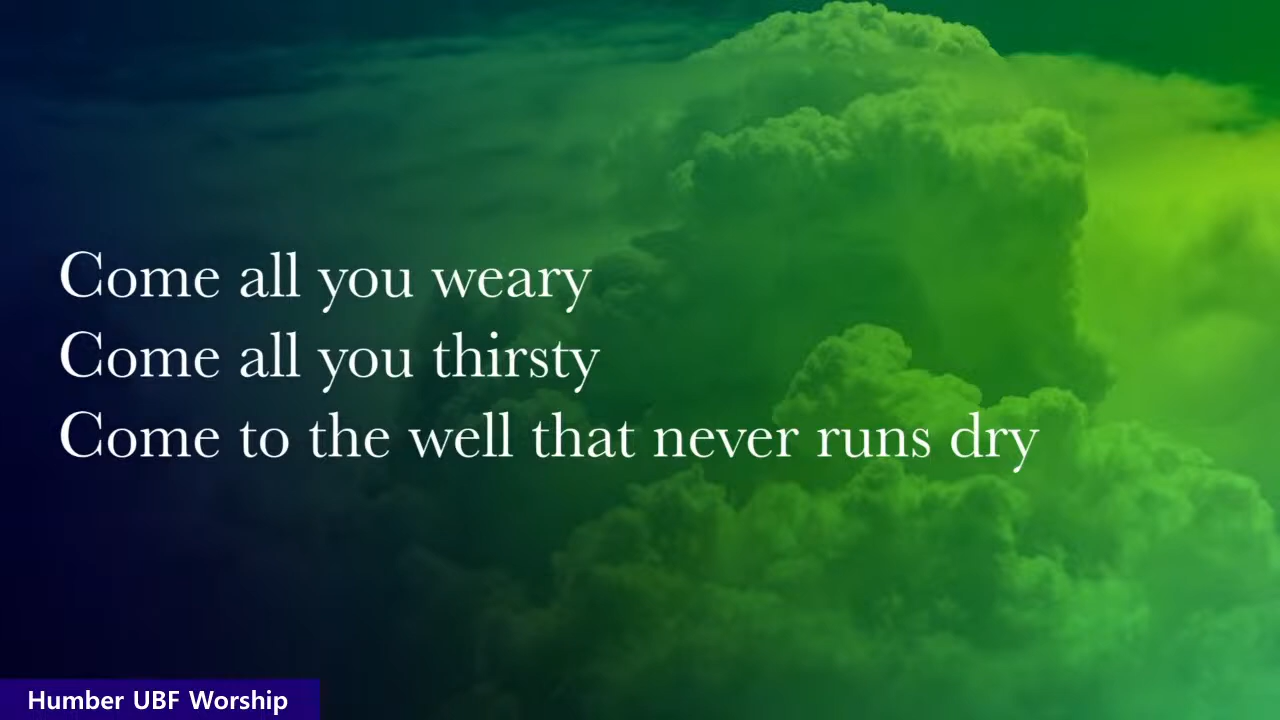 Come all you weary
Come all you thirsty
Come to the well that never runs dry
Humber UBF Worship